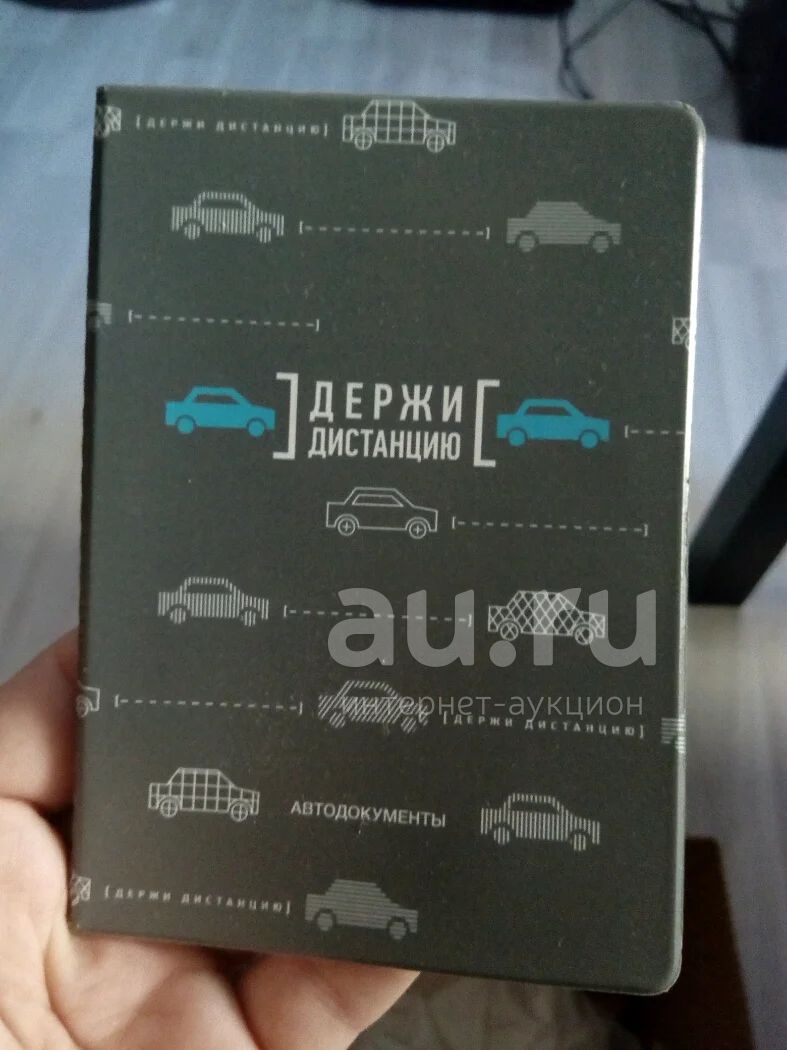 [ДЕРЖИ ДИСТАНЦИЮ]
ДЕРЖИ
ДИСТАНЦИЮ
au.ru
интернет-аукцион
[ДЕРЖИ ДИСТАНЦИЮ]
АВТОДОКУМЕНТЫ
[ДЕРЖИ ДИСТАНЦИЮ]